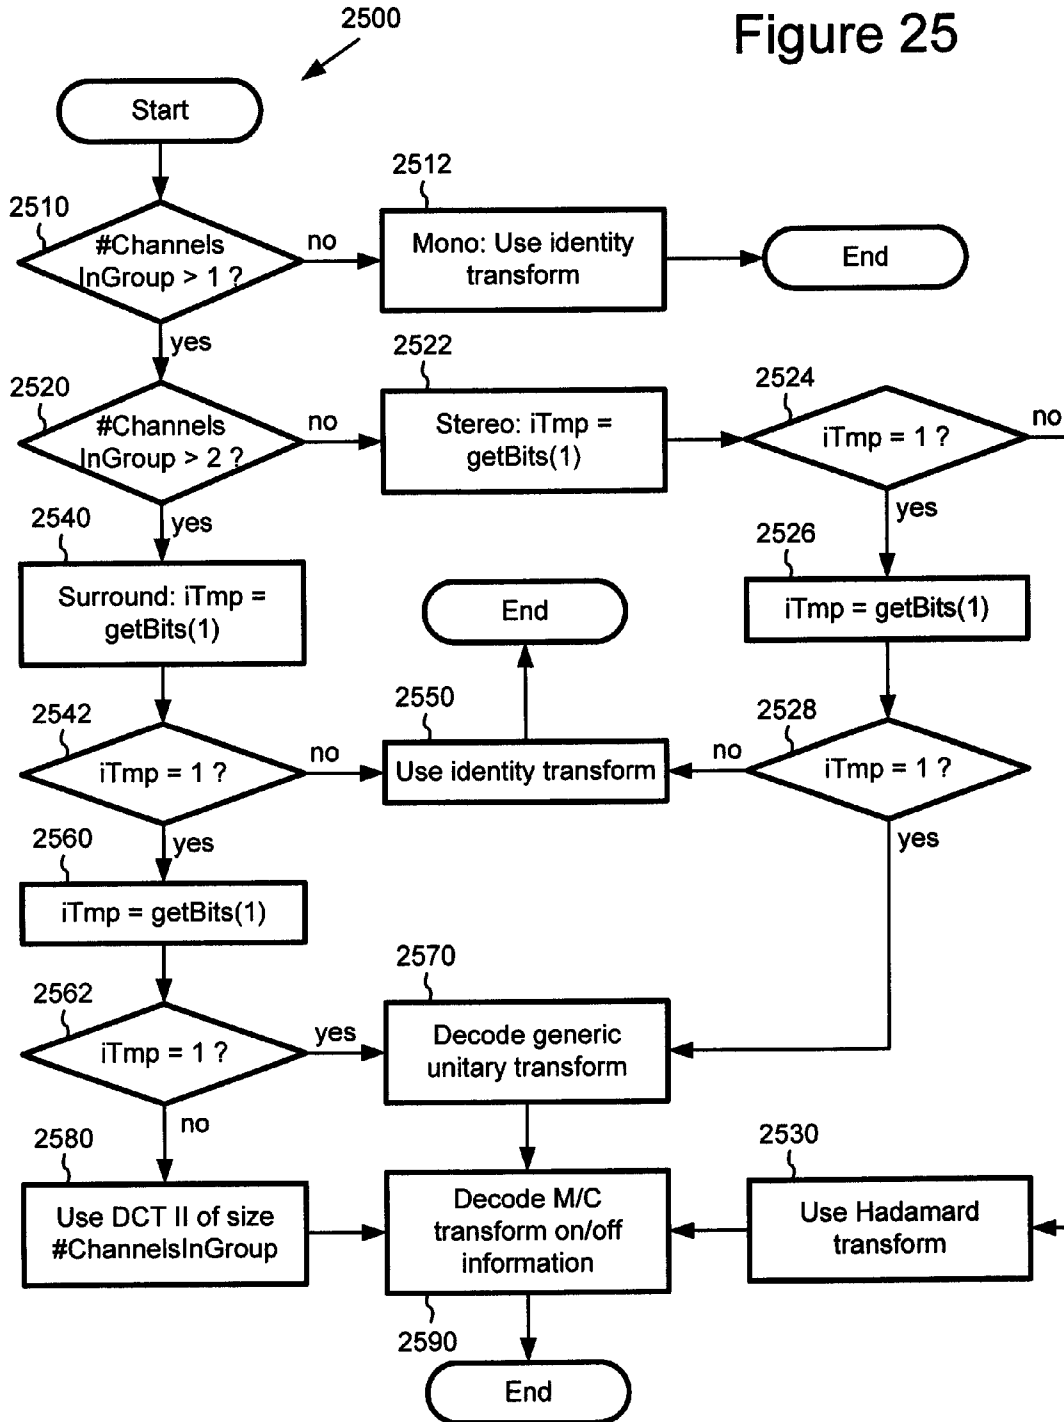 2500
Figure 25
Start
2510
#Channels
InGroup > 1 ?
no
yes
2512
Mono: Use identity
transform
End
2520
#Channels
InGroup > 2 ?
no
yes
2522
Stereo: iTmp =
getBits(1)
2524
iTmp = 1 ?
no
yes
2540
Surround: iTmp =
getBits(1)
End
2526
iTmp = getBits(1)
2542
iTmp = 1 ?
no
yes
2550
Use identity transform
2528
no
iTmp = 1 ?
yes
2560
iTmp = getBits(1)
2562
iTmp = 1 ?
yes
no
2570
Decode generic
unitary transform
2580
Use DCT II of size
#ChannelsInGroup
Decode M/C
transform on/off
information
2590
2530
Use Hadamard
transform
End